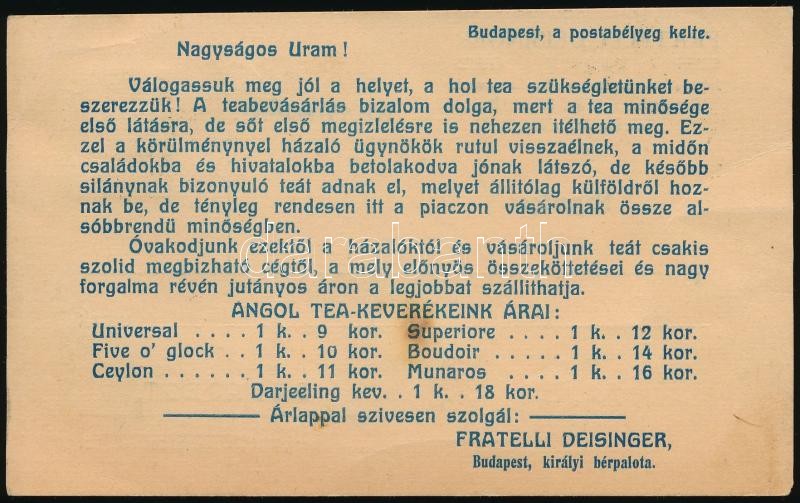 Budapest, a postabélyeg kelte.
Nagyságos Uram !
Válogassuk meg jól a helyet, a hol tea szükségletünket be-
szerezzük! A teabevásárlás bizalom dolga, mert a tea minősége
első látásra, de sőt első megizlelésre is nehezen itélhető meg. Ez-
zel a körülménynyel házaló ügynökök rutul visszaélnek, a midőn
családokba és hivatalokba betolakodva jónak látszó, de később
silánynak bizonyuló teát adnak el, melyet állitólag külföldről hoz-
nak be, de tényleg rendesen itt a piaczon vásárolnak össze al-
sóbbrendü minőségben.
Óvakodjunk ezektől a házalóktól és vásároljunk teát csakis
szolid megbizható cégtől, a mely előnyös összeköttetései és nagy
forgalma révén jutányos áron a legjobbat szállithatja.
ANGOL TEA-KEVERÉKEINK ÁRAI:
Universal . . . . 1 k. . 9 kor. Superiore . . . . 1 k. . 12 kor.
Five o' glock . . 1 k. . 10 kor. Boudoir . . . . . 1 k. . 14 kor.
Ceylon . . . . . . 1 k. . 11 kor. Munaros . . . . 1 k. . 16 kor.
Darjeeling kev. . 1 k. . 18 kor.
Árlappal szivesen szolgál:
FRATELLI DEISINGER,
Budapest, királyi bérpalota.
darabanth